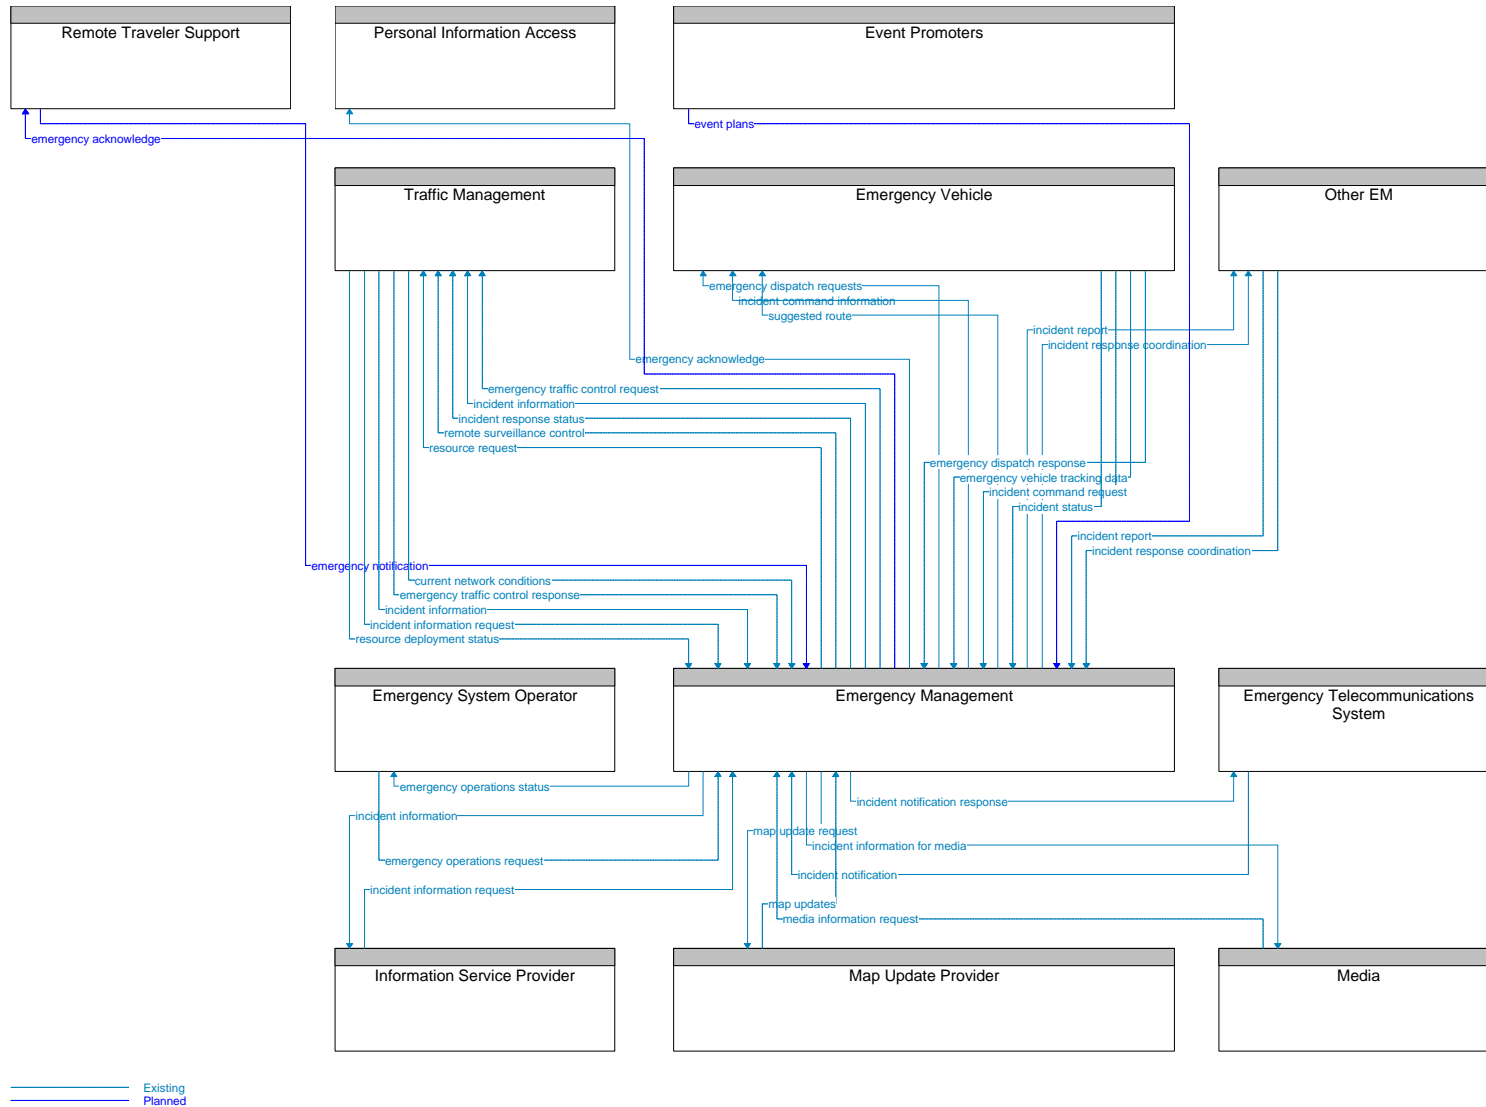 Remote Traveler Support
Personal Information Access
Event Promoters
event plans
emergency acknowledge
Traffic Management
Emergency Vehicle
Other EM
emergency dispatch requests
incident command information
suggested route
incident report
incident response coordination
emergency acknowledge
emergency traffic control request
incident information
incident response status
remote surveillance control
resource request
emergency dispatch response
emergency vehicle tracking data
incident command request
incident status
incident report
incident response coordination
emergency notification
current network conditions
emergency traffic control response
incident information
incident information request
resource deployment status
Emergency System Operator
Emergency Management
Emergency Telecommunications
System
emergency operations status
incident notification response
incident information
map update request
incident information for media
emergency operations request
incident notification
incident information request
map updates
media information request
Information Service Provider
Map Update Provider
Media
Existing
Planned